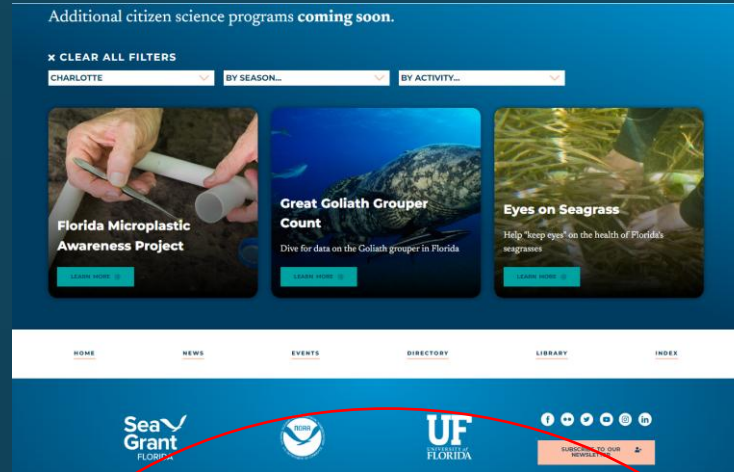 Additional citizen science programs coming soon.
x CLEAR ALL FILTERS
CHARLOTTE
BY SEASON...
BY ACTIVITY...
Florida Microplastic
Awareness Project
LEARN MORE
Great Goliath Grouper
Count
Dive for data on the Goliath grouper in Florida
LEARN MORE
Eyes on Seagrass
Help "keep eyes" on the health of Florida's
seagrasses
LEARN MORE
HOME
NEWS
EVENTS
DIRECTORY
LIBRARY
INDEX
Sea
Grant
FLORIDA
NOAA
UF
UNIVERSITY of
FLORIDA
f
in
SUBSCRIBE TO OUR
NEWSLETTER